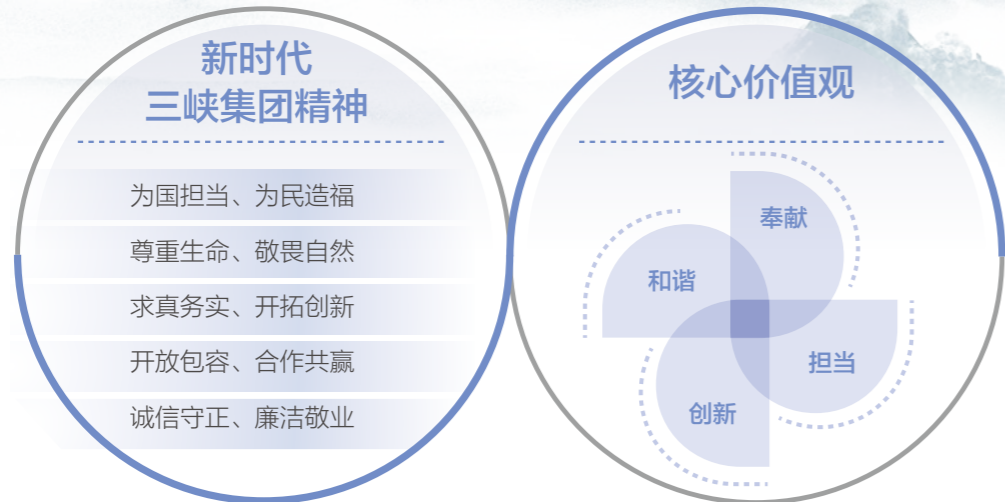 新时代
三峡集团精神
为国担当、为民造福
尊重生命、敬畏自然
求真务实、开拓创新
开放包容、合作共赢
诚信守正、廉洁敬业
核心价值观
奉献
和谐
担当
创新